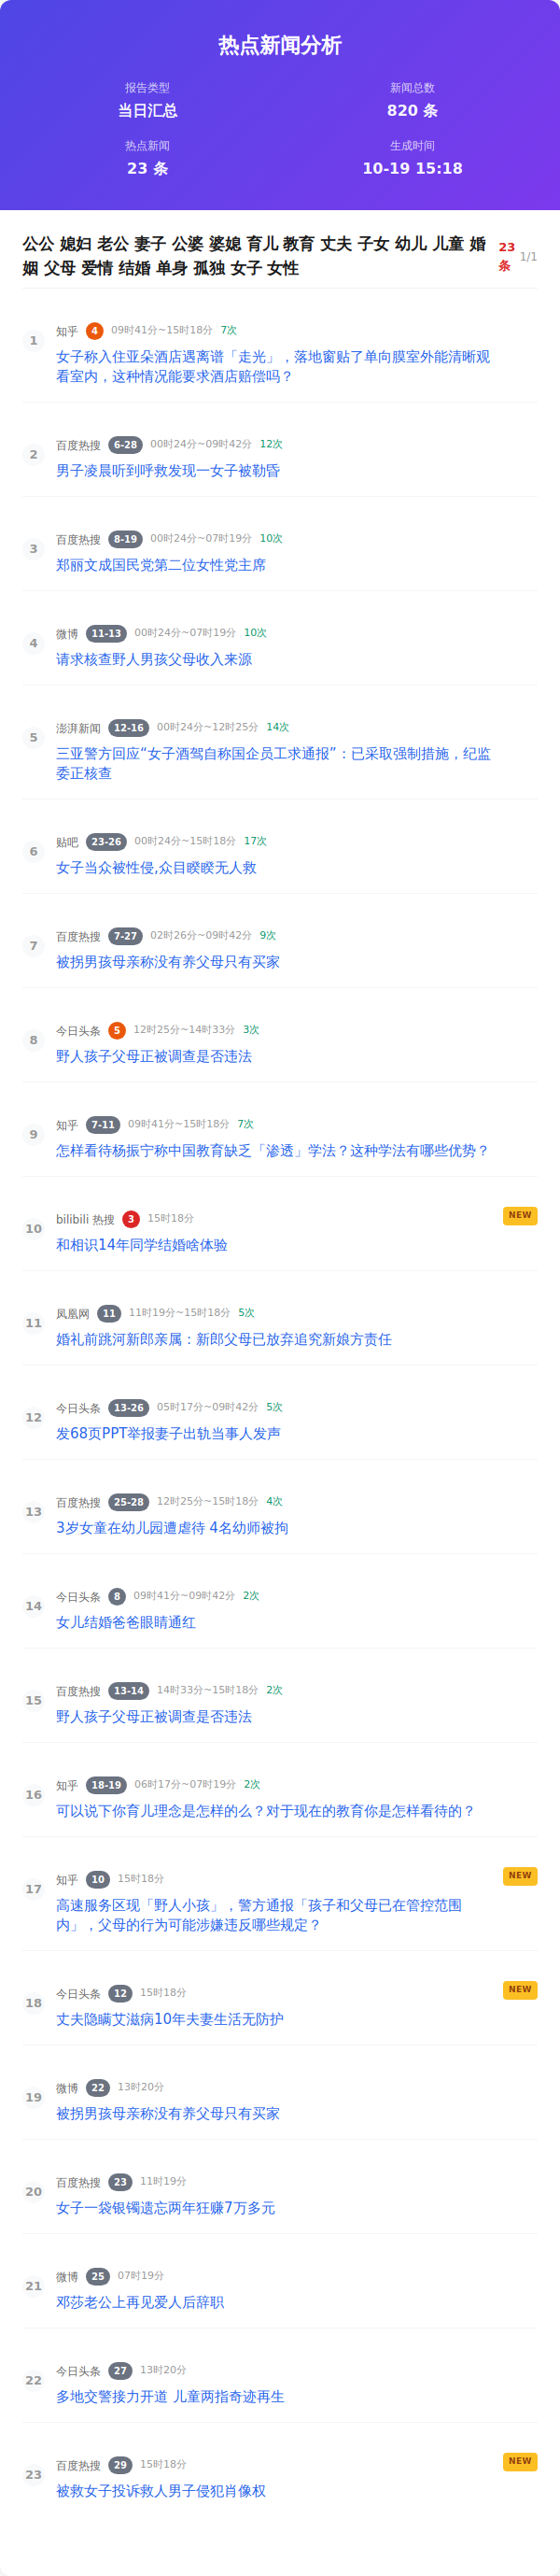 热点新闻分析
报告类型
新闻总数
当日汇总
820 条
热点新闻
生成时间
23 条
10-19 15:18
公公 媳妇 老公 妻子 公婆 婆媳 育儿 教育 丈夫 子女 幼儿 儿童 婚
姻 父母 爱情 结婚 单身 孤独 女子 女性
23
条
1/1
1
知乎 4 09时41分~15时18分 7次
女子称入住亚朵酒店遇离谱「走光」，落地窗贴了单向膜室外能清晰观
看室内，这种情况能要求酒店赔偿吗？
2
百度热搜 6-28 00时24分~09时42分 12次
男子凌晨听到呼救发现一女子被勒昏
3
百度热搜 8-19 00时24分~07时19分 10次
郑丽文成国民党第二位女性党主席
4
微博 11-13 00时24分~07时19分 10次
请求核查野人男孩父母收入来源
5
澎湃新闻 12-16 00时24分~12时25分 14次
三亚警方回应“女子酒驾自称国企员工求通报”：已采取强制措施，纪监
委正核查
6
贴吧 23-26 00时24分~15时18分 17次
女子当众被性侵,众目睽睽无人救
7
百度热搜 7-27 02时26分~09时42分 9次
被拐男孩母亲称没有养父母只有买家
8
今日头条 5 12时25分~14时33分 3次
野人孩子父母正被调查是否违法
9
知乎 7-11 09时41分~15时18分 7次
怎样看待杨振宁称中国教育缺乏「渗透」学法？这种学法有哪些优势？
10
bilibili 热搜 3 15时18分
NEW
和相识14年同学结婚啥体验
11
凤凰网 11 11时19分~15时18分 5次
婚礼前跳河新郎亲属：新郎父母已放弃追究新娘方责任
12
今日头条 13-26 05时17分~09时42分 5次
发68页PPT举报妻子出轨当事人发声
13
百度热搜 25-28 12时25分~15时18分 4次
3岁女童在幼儿园遭虐待 4名幼师被拘
14
今日头条 8 09时41分~09时42分 2次
女儿结婚爸爸眼睛通红
15
百度热搜 13-14 14时33分~15时18分 2次
野人孩子父母正被调查是否违法
16
知乎 18-19 06时17分~07时19分 2次
可以说下你育儿理念是怎样的么？对于现在的教育你是怎样看待的？
17
知乎 10 15时18分
NEW
高速服务区现「野人小孩」，警方通报「孩子和父母已在管控范围
内」，父母的行为可能涉嫌违反哪些规定？
18
今日头条 12 15时18分
NEW
丈夫隐瞒艾滋病10年夫妻生活无防护
19
微博 22 13时20分
被拐男孩母亲称没有养父母只有买家
20
百度热搜 23 11时19分
女子一袋银镯遗忘两年狂赚7万多元
21
微博 25 07时19分
邓莎老公上再见爱人后辞职
22
今日头条 27 13时20分
多地交警接力开道 儿童两指奇迹再生
23
百度热搜 29 15时18分
NEW
被救女子投诉救人男子侵犯肖像权